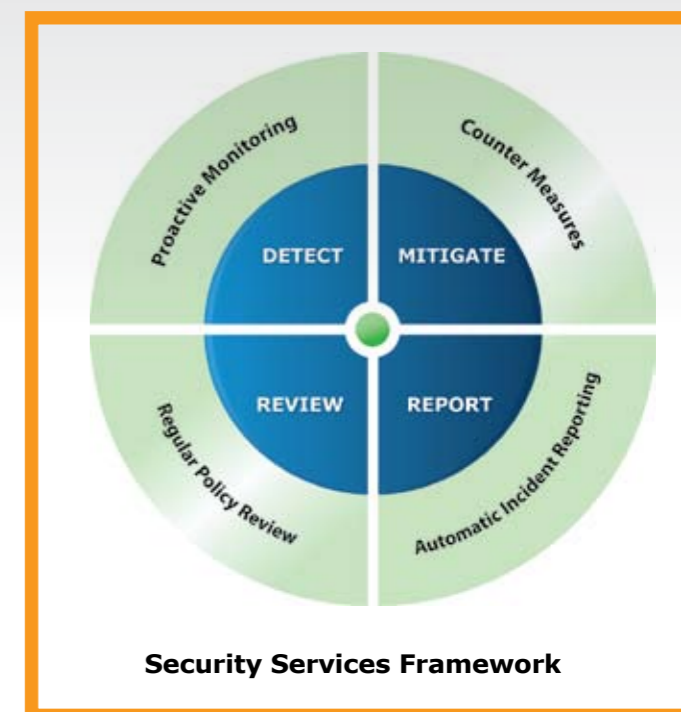 Proactive Monitoring
Counter Measures
DETECT
MITIGATE
REVIEW
REPORT
Regular Policy Review
Automatic Incident Reporting
Security Services Framework